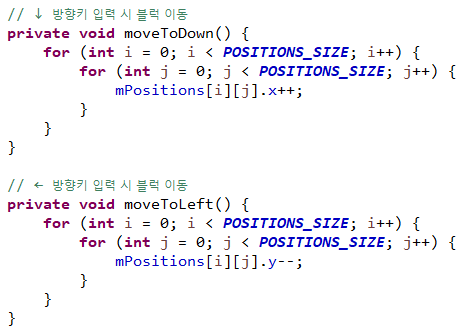 // ↓ 방향키 입력 시 블럭 이동
private void moveToDown() {
    for (int i = 0; i < POSITIONS_SIZE; i++) {
        for (int j = 0; j < POSITIONS_SIZE; j++) {
            mPositions[i][j].x++;
        }
    }
}

// ← 방향키 입력 시 블럭 이동
private void moveToLeft() {
    for (int i = 0; i < POSITIONS_SIZE; i++) {
        for (int j = 0; j < POSITIONS_SIZE; j++) {
            mPositions[i][j].y--;
        }
    }
}